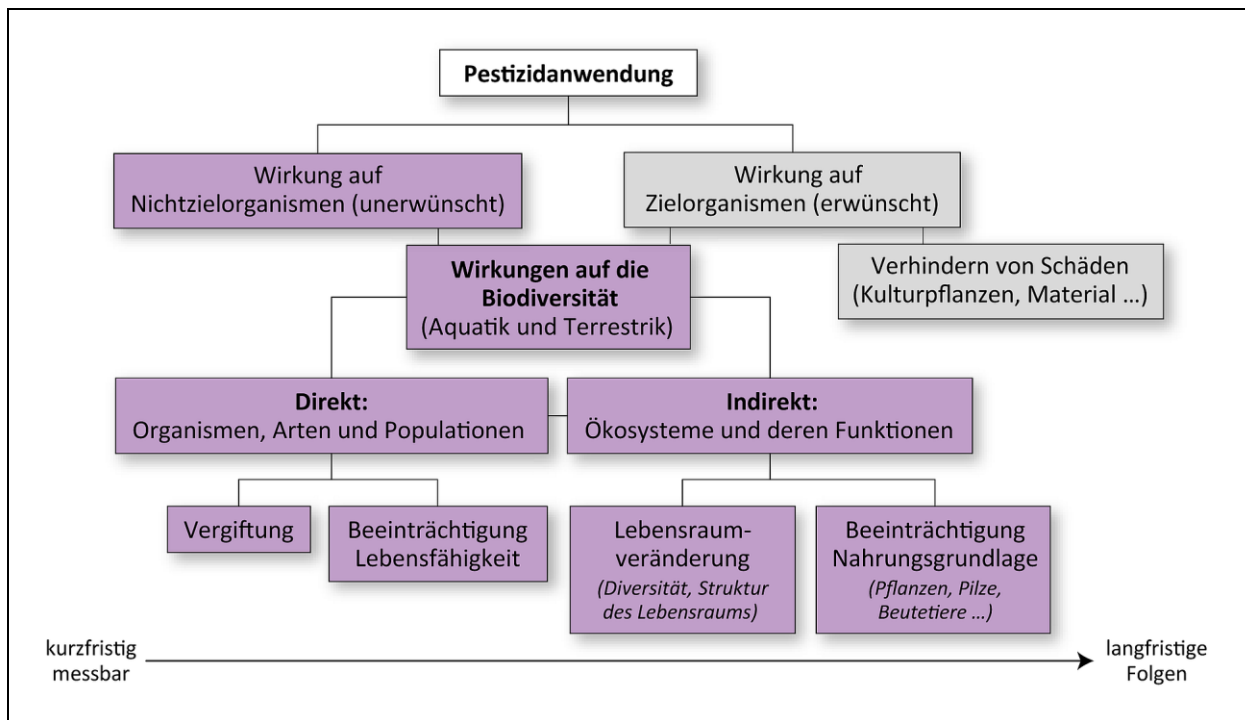 Pestizidanwendung
Wirkung auf
Nichtzielorganismen (unerwünscht)
Wirkung auf
Zielorganismen (erwünscht)
Wirkungen auf die
Biodiversität
(Aquatik und Terrestrik)
Verhindern von Schäden
(Kulturpflanzen, Material ...)
Direkt:
Organismen, Arten und Populationen
Indirekt:
Ökosysteme und deren Funktionen
Vergiftung
Beeinträchtigung
Lebensfähigkeit
Lebensraum-
veränderung
(Diversität, Struktur
des Lebensraums)
Beeinträchtigung
Nahrungsgrundlage
(Pflanzen, Pilze,
Beutetiere ...)
kurzfristig
messbar
langfristige
Folgen